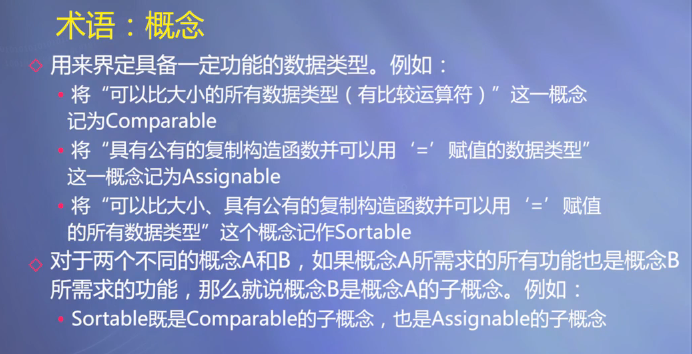 术语：概念
用来界定具备一定功能的数据类型。例如：
将“可以比大小的所有数据类型（有比较运算符）”这一概念
记为Comparable
将“具有公有的复制构造函数并可以用‘=’赋值的数据类型”
这一概念记为Assignable
将“可以比大小、具有公有的复制构造函数并可以用‘=’赋值
的所有数据类型”这个概念记作Sortable
对于两个不同的概念A和B，如果概念A所需求的所有功能也是概念B
所需求的功能，那么就说概念B是概念A的子概念。例如：
Sortable既是Comparable的子概念，也是Assignable的子概念